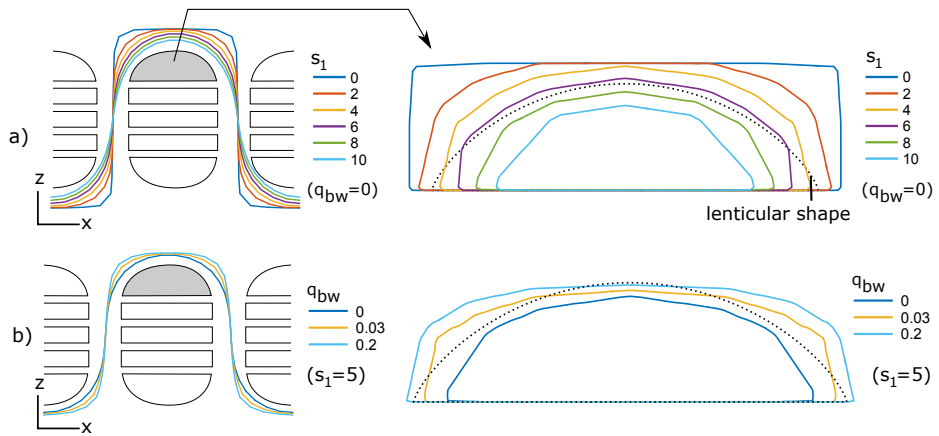 a)
z
x
s1
0
2
4
6
8
10
(qbw=0)
s1
0
2
4
6
8
10
(qbw=0)
lenticular shape
b)
z
x
qbw
0
0.03
0.2
(s1=5)
qbw
0
0.03
0.2
(s1=5)